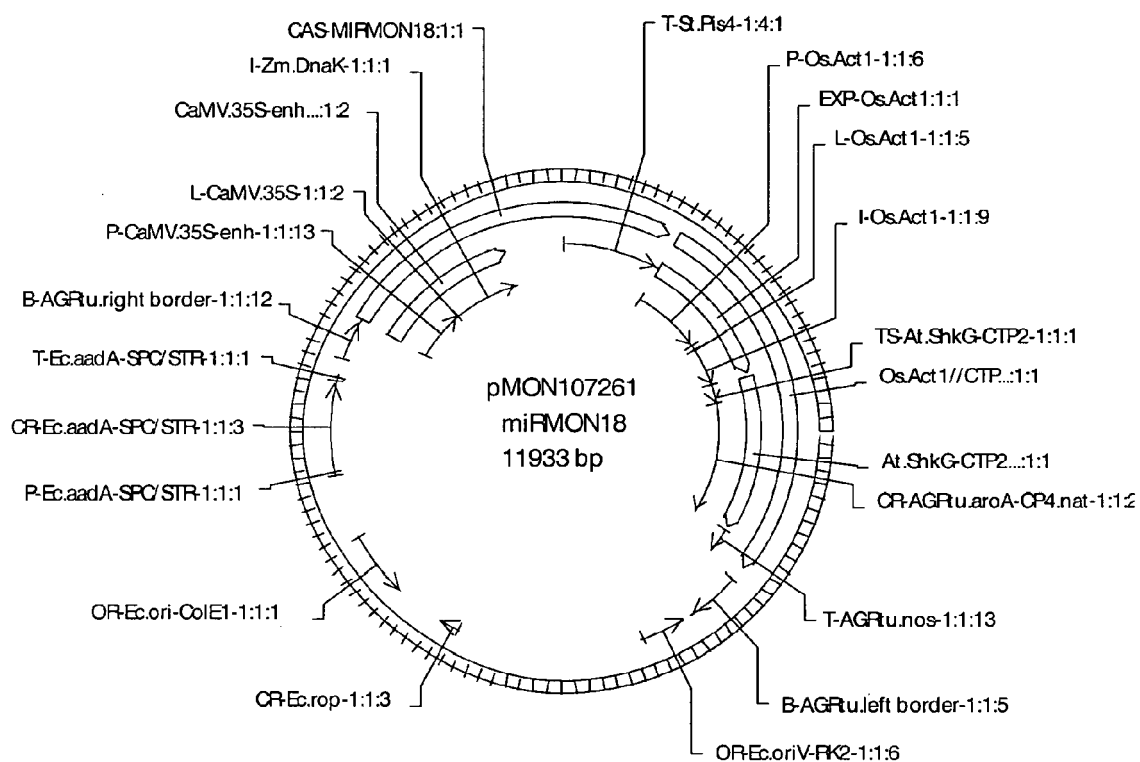 CAS-MIRMON18:1:1
T-St.Pis4-1:4:1
I-Zm.DnaK-1:1:1
P-Os.Act1-1:1:6
CaMV.35S-enh....:1:2
EXP-Os.Act1:1:1
L-CaMV.35S-1:1:2
L-Os.Act1-1:1:5
P-CaMV.35S-enh-1:1:13
I-Os.Act1-1:1:9
B-AGRtu.right border-1:1:12
TS-At.ShkG-CTP2-1:1:1
T-Ec.aadA-SPC/STR-1:1:1
Os.Act1//CTP...:1:1
pMON107261
miRMON18
11933 bp
CR-Ec.aadA-SPC/STR-1:1:3
At.ShkG-CTP2...:1:1
P-Ec.aadA-SPC/STR-1:1:1
CR-AGRtu.aroA-CP4.nat-1:1:2
OR-Ec.ori-ColE1-1:1:1
T-AGRtu.nos-1:1:13
CR-Ec.rop-1:1:3
B-AGRtu.left border-1:1:5
OR-Ec.oriV-RK2-1:1:6